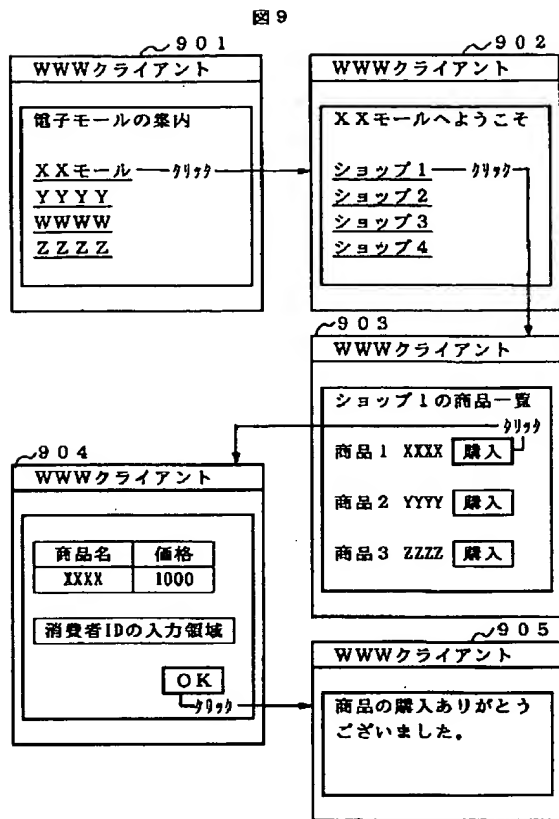 図9
901
WWWクライアント
電子モールの案内
XXモール クリック
YYYY
WWWW
ZZZZ
902
WWWクライアント
XXモールへようこそ
ショップ1 クリック
ショップ2
ショップ3
ショップ4
903
WWWクライアント
ショップ1の商品一覧
クリック
商品1 XXXX 購入
商品2 YYYY 購入
商品3 ZZZZ 購入
904
WWWクライアント
商品名 価格
XXXX 1000
消費者IDの入力領域
OK
クリック
905
WWWクライアント
商品の購入ありがとう
ございました。